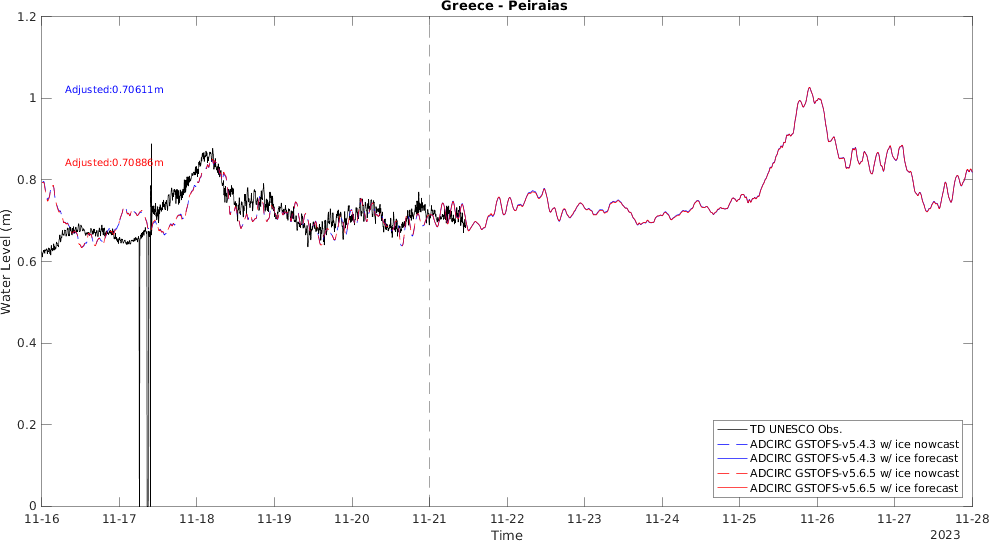 Greece - Peiraias
1.2
1
0.8
0.6
0.4
0.2
0
Water Level (m)
Adjusted:0.70611m
Adjusted:0.70886m
TD UNESCO Obs.
ADCIRC GSTOFS-v5.4.3 w/ ice nowcast
ADCIRC GSTOFS-v5.4.3 w/ ice forecast
ADCIRC GSTOFS-v5.6.5 w/ ice nowcast
ADCIRC GSTOFS-v5.6.5 w/ ice forecast
11-16 11-17 11-18 11-19 11-20 11-21 11-22 11-23 11-24 11-25 11-26 11-27 11-28
Time
2023